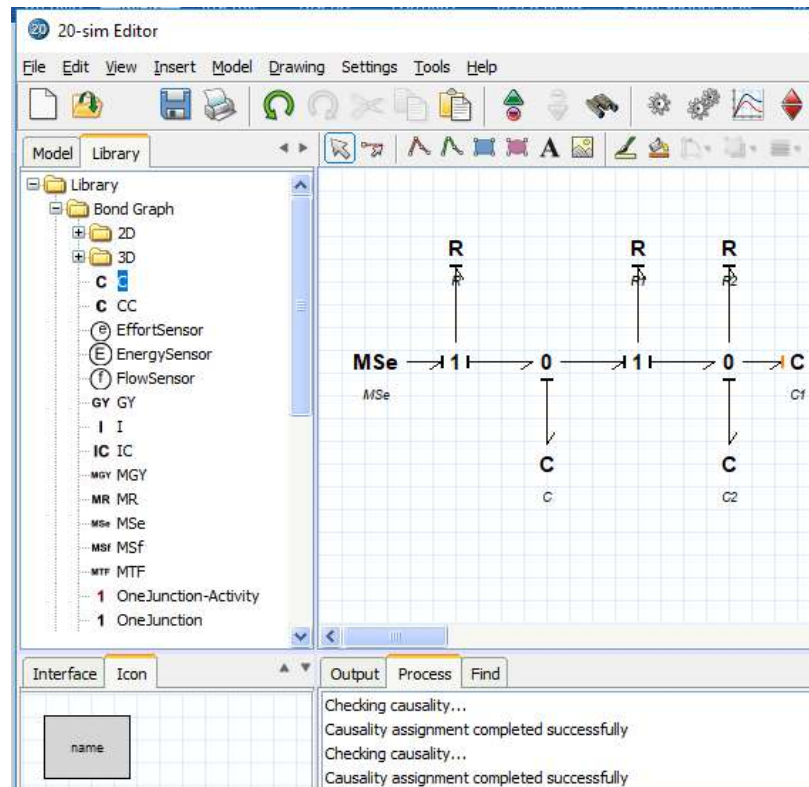 20 20-sim Editor
File Edit View Insert Model Drawing Settings Tools Help
Model Library
A
Library
Bond Graph
2D
3D
C C
C CC
e EffortSensor
E EnergySensor
f FlowSensor
GY GY
I I
IC IC
MGY MGY
MR MR
MSe MSe
MSf MSf
MTF MTF
1 OneJunction-Activity
1 OneJunction
R R R
R R1 R2
MSe 1 0 1 0 C
MSe C1
C C
C C2
Interface Icon
name
Output Process Find
Checking causality...
Causality assignment completed successfully
Checking causality...
Causality assignment completed successfully